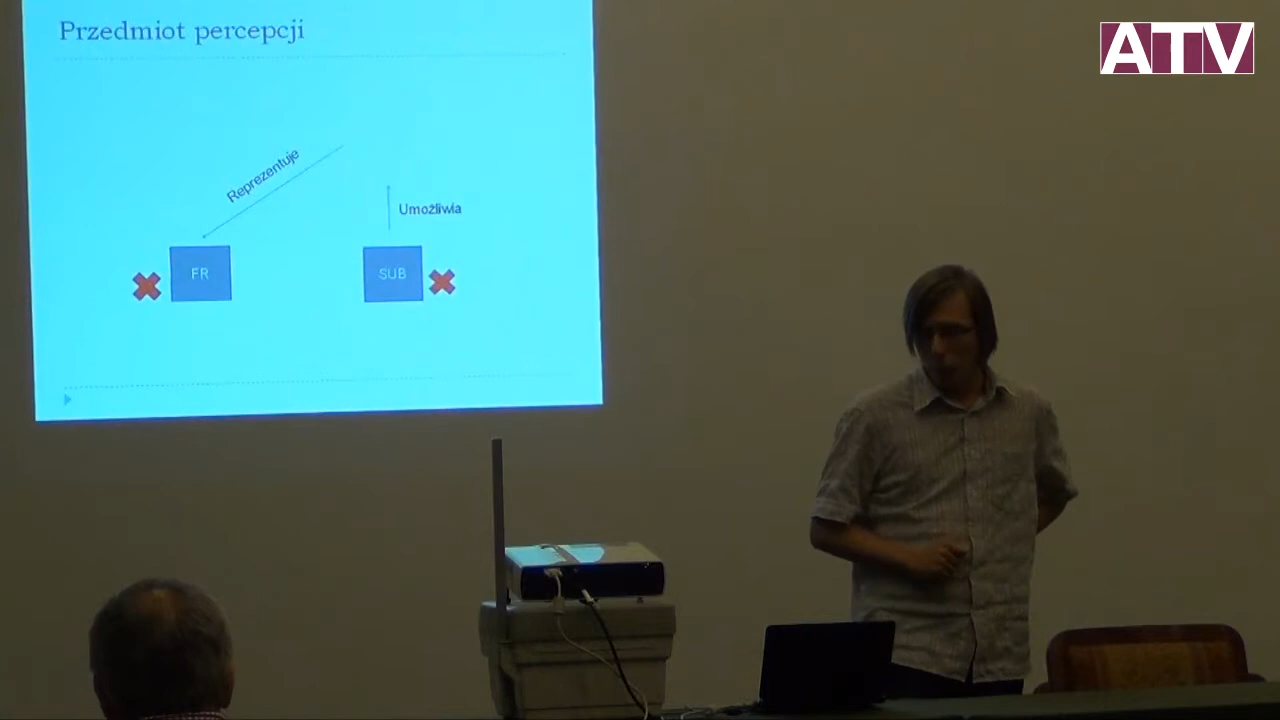 Przedmiot percepcji
ATV
Reprezentuje
Umożliwia
FR
SUB